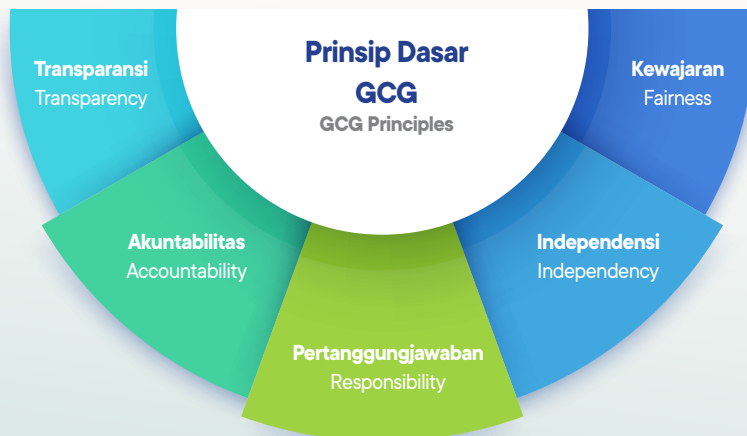 Prinsip Dasar
GCG
GCG Principles
Transparansi
Transparency
Akuntabilitas
Accountability
Pertanggungjawaban
Responsibility
Independensi
Independency
Kewajaran
Fairness